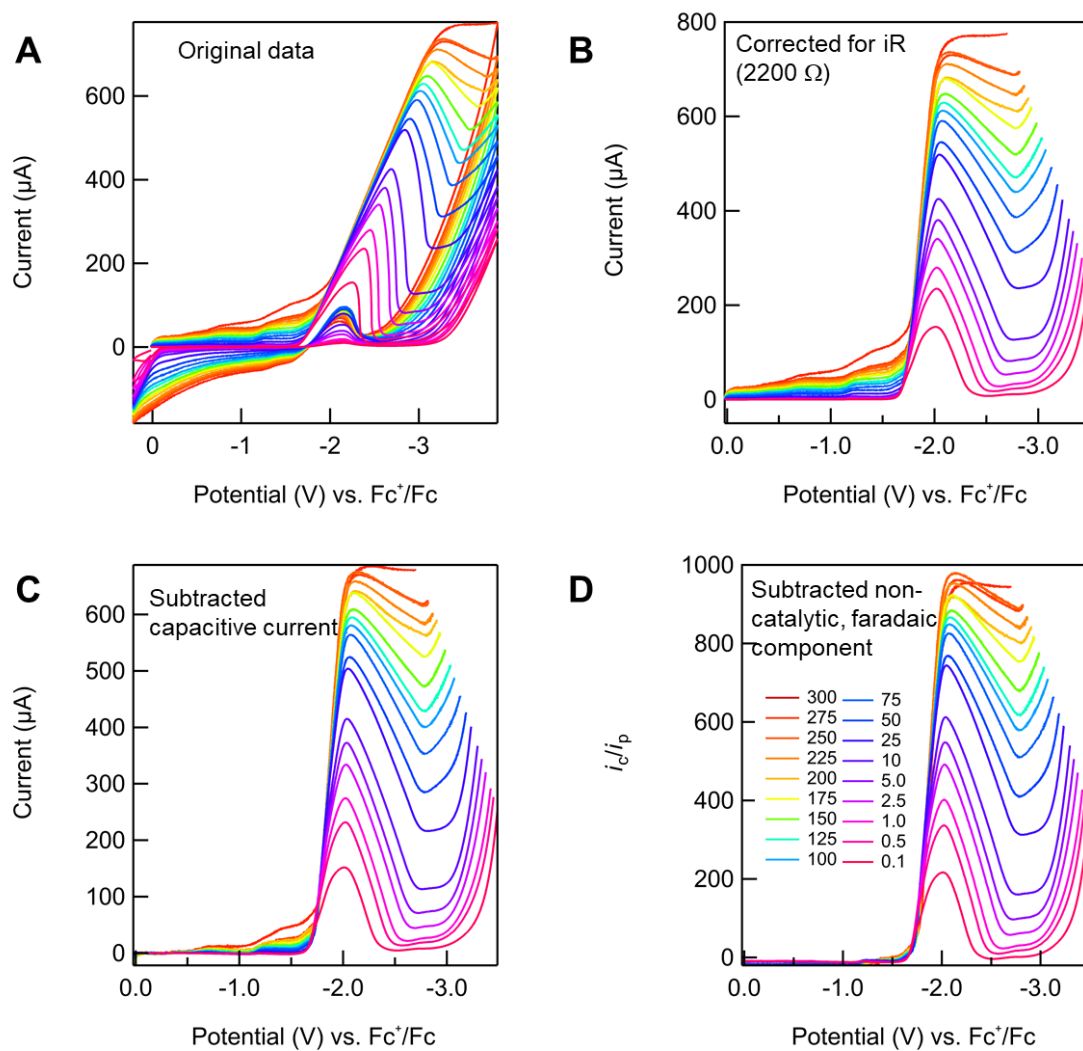 A
Original data
Current (µA)
600
400
200
0
0
-1
-2
-3
Potential (V) vs. Fc⁺/Fc
B
Corrected for iR
(2200 Ω)
Current (µA)
800
600
400
200
0
0.0
-1.0
-2.0
-3.0
Potential (V) vs. Fc⁺/Fc
C
Subtracted
capacitive current
Current (µA)
600
500
400
300
200
100
0
0.0
-1.0
-2.0
-3.0
Potential (V) vs. Fc⁺/Fc
D
Subtracted non-
catalytic, faradaic
component
i_c/i_p
1000
800
600
400
200
0
300 75
275 50
250 25
225 10
200 5.0
175 2.5
150 1.0
125 0.5
100 0.1
0.0
-1.0
-2.0
-3.0
Potential (V) vs. Fc⁺/Fc